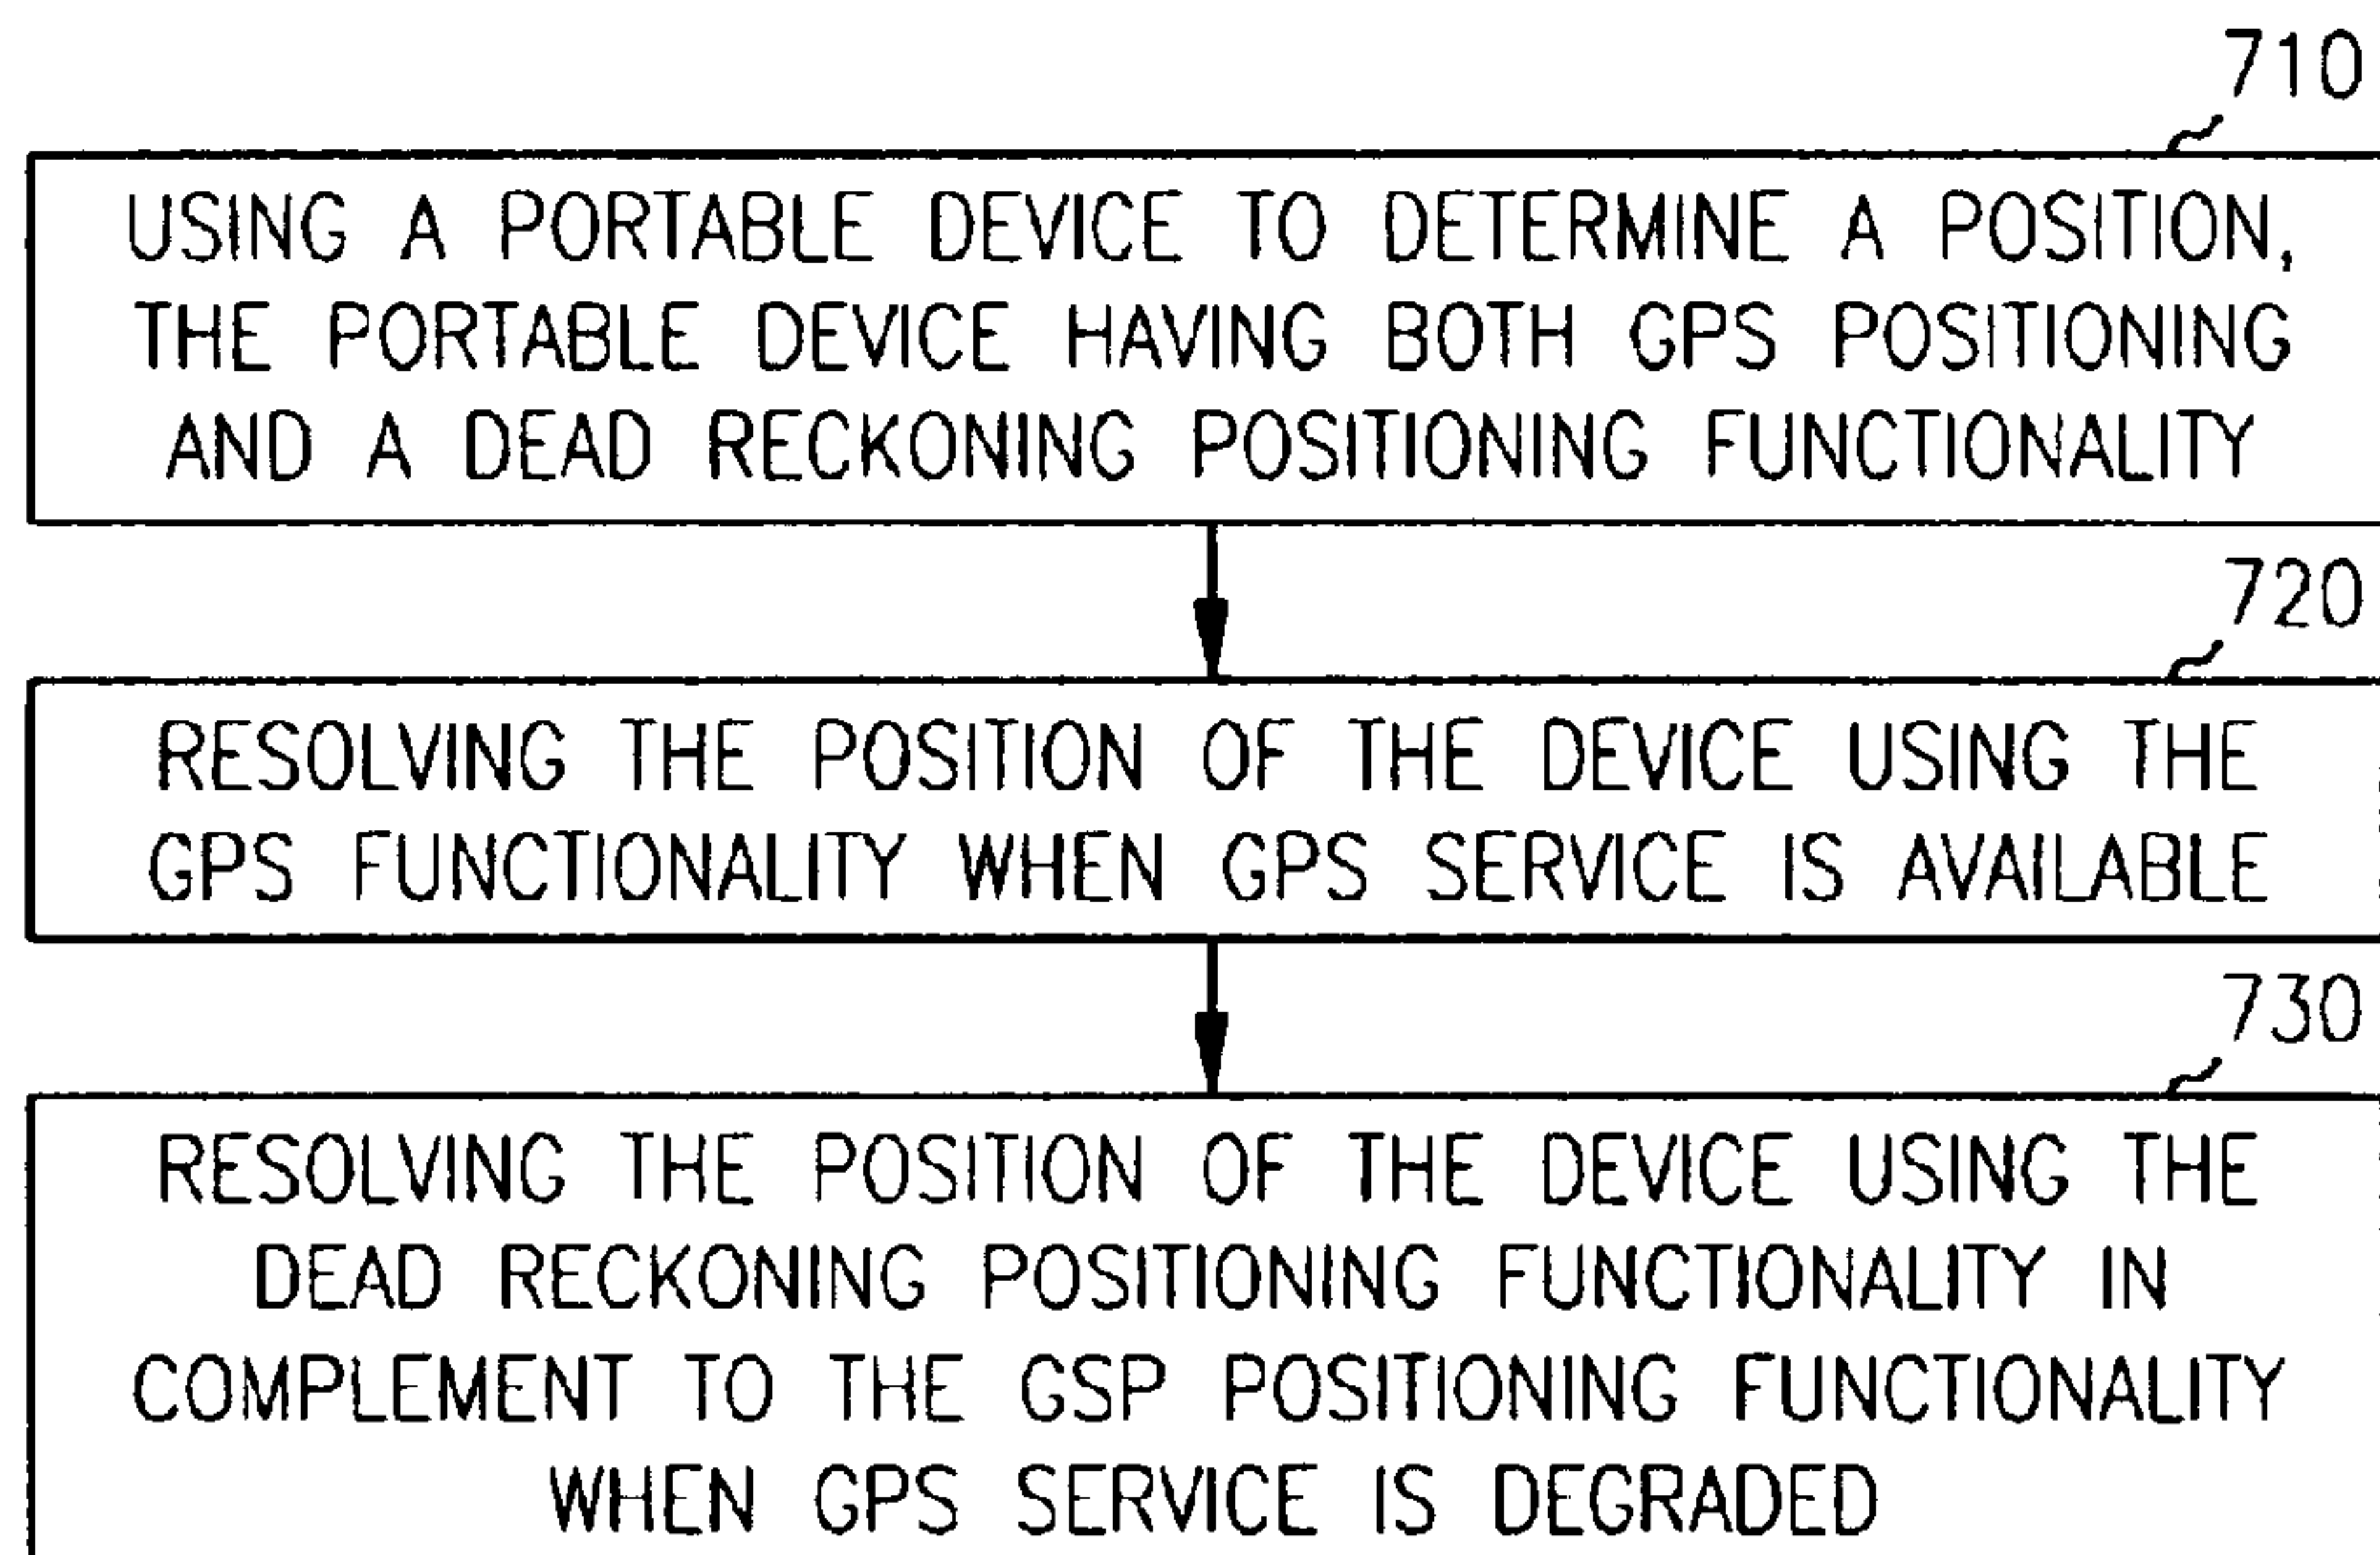 710
USING A PORTABLE DEVICE TO DETERMINE A POSITION,
THE PORTABLE DEVICE HAVING BOTH GPS POSITIONING
AND A DEAD RECKONING POSITIONING FUNCTIONALITY
720
RESOLVING THE POSITION OF THE DEVICE USING THE
GPS FUNCTIONALITY WHEN GPS SERVICE IS AVAILABLE
730
RESOLVING THE POSITION OF THE DEVICE USING THE
DEAD RECKONING POSITIONING FUNCTIONALITY IN
COMPLEMENT TO THE GSP POSITIONING FUNCTIONALITY
WHEN GPS SERVICE IS DEGRADED